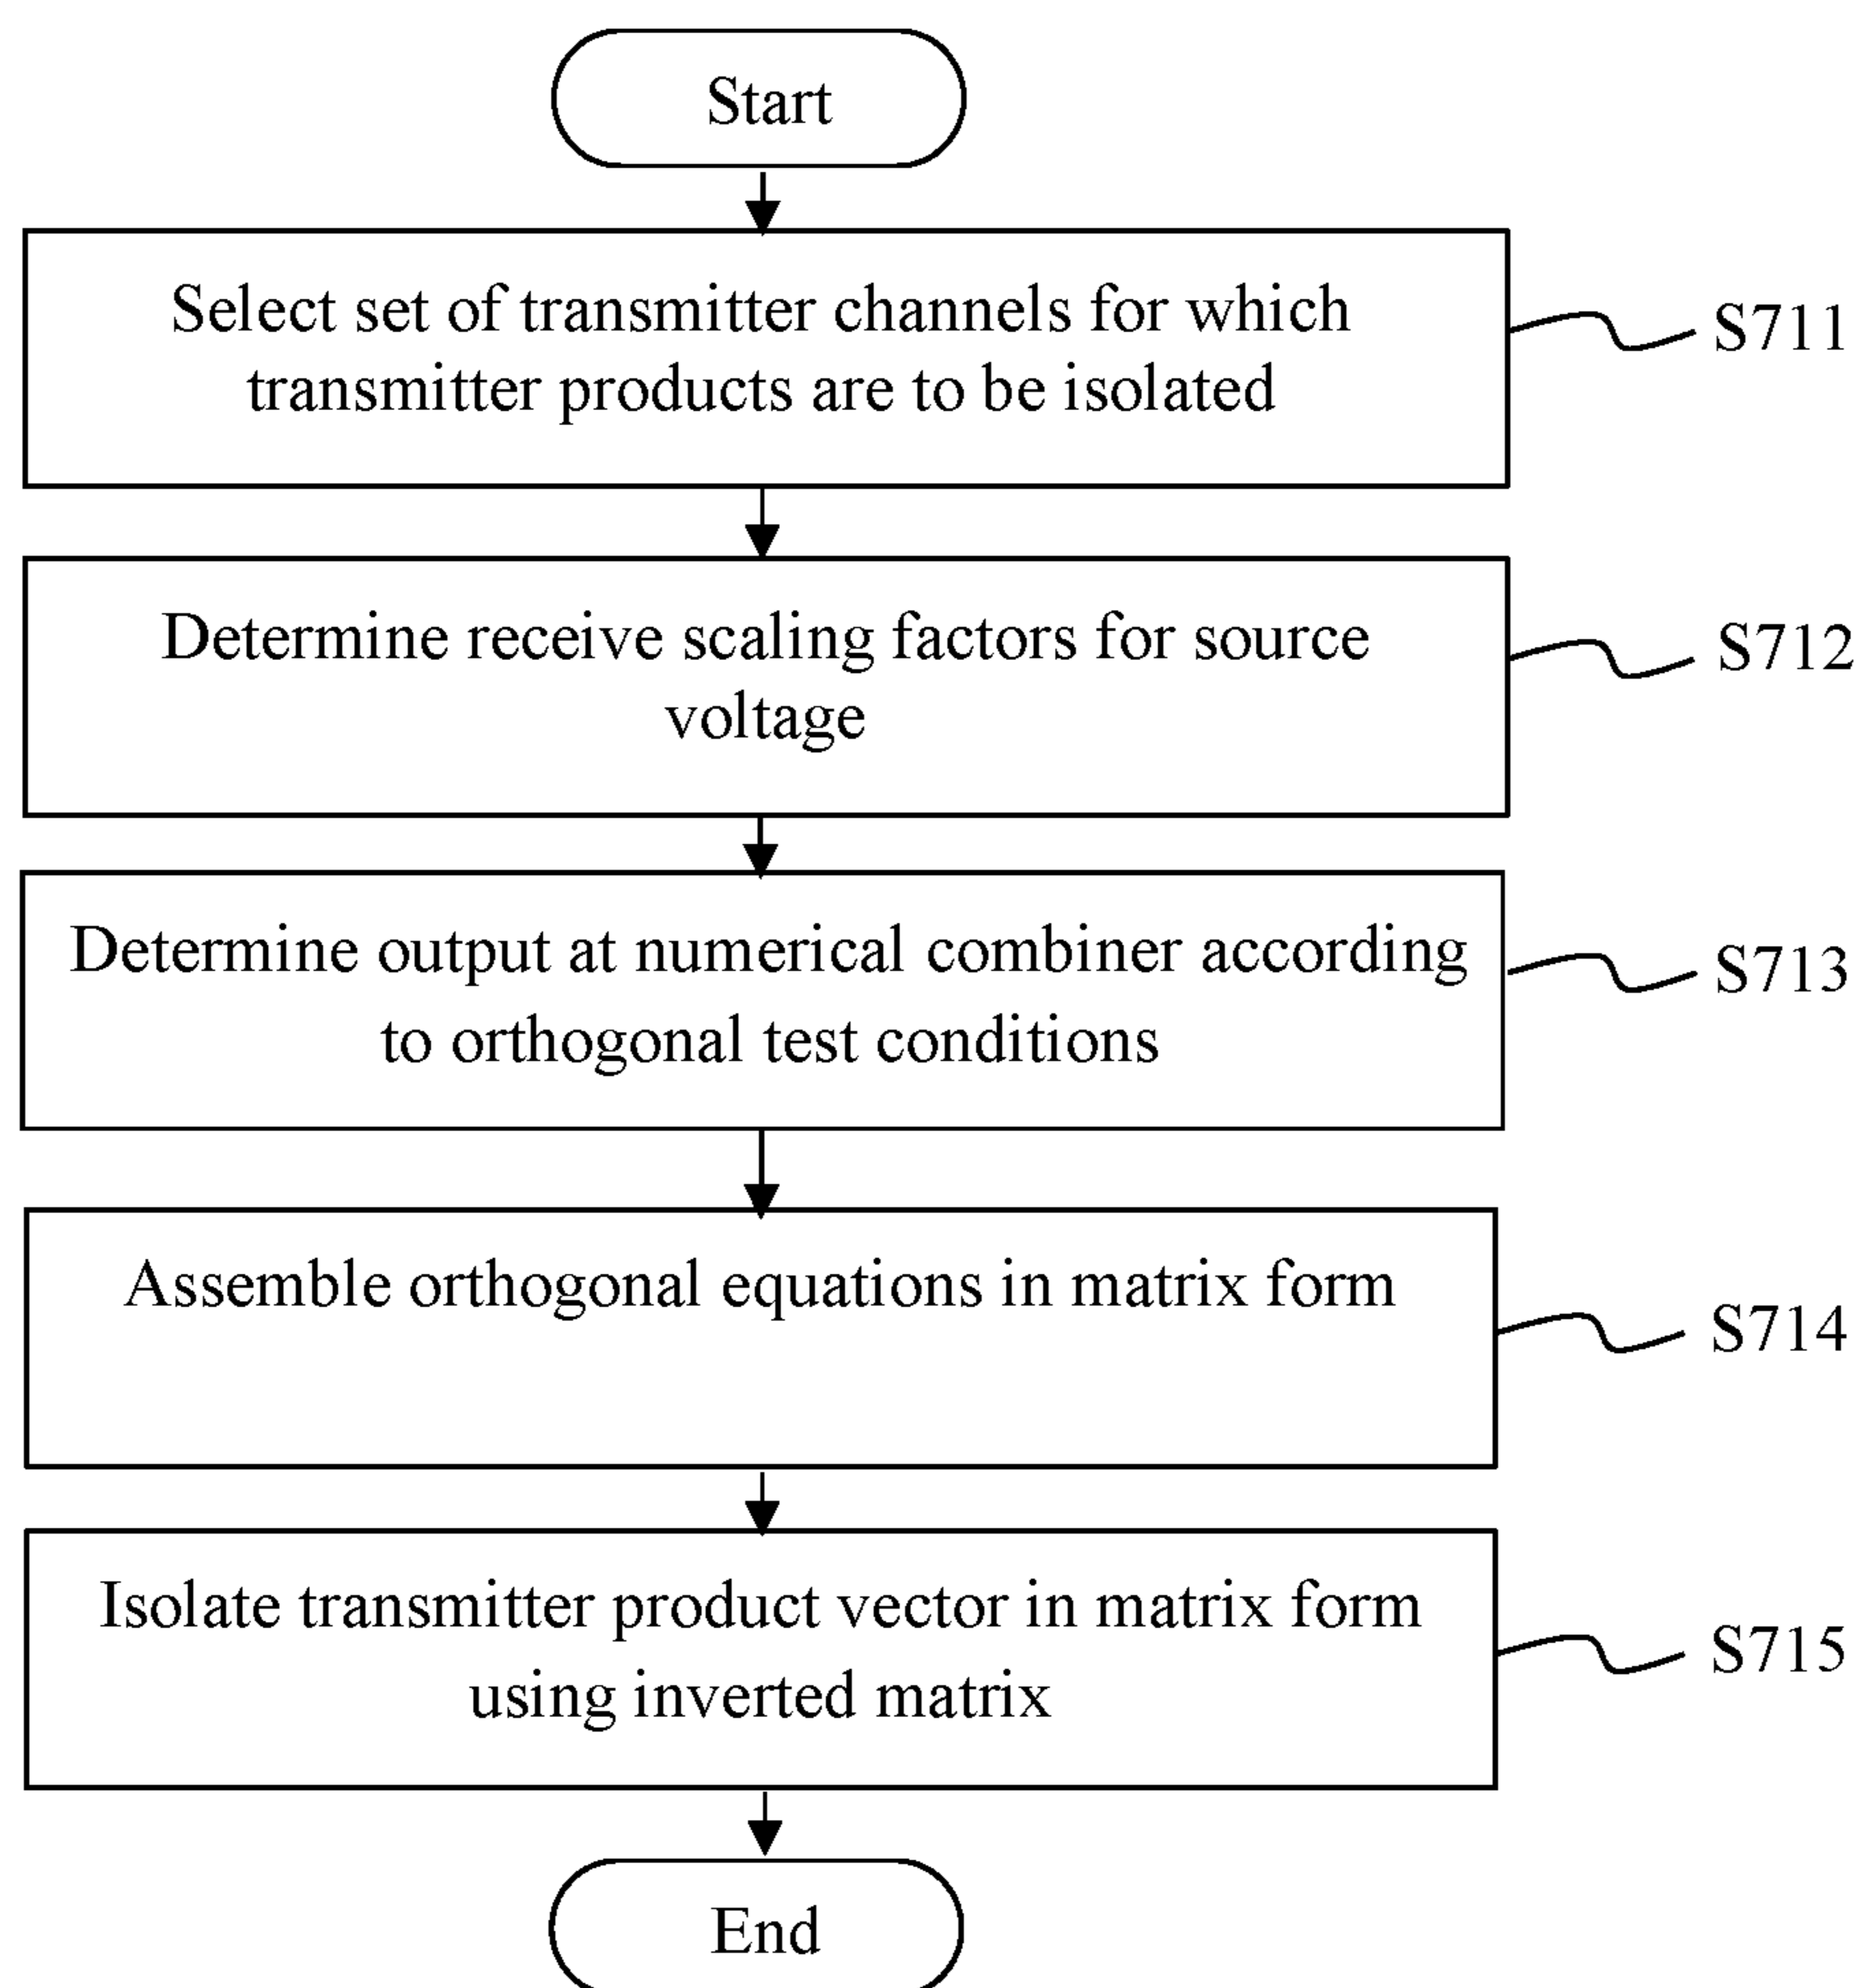 Start
Select set of transmitter channels for which
transmitter products are to be isolated
S711
Determine receive scaling factors for source
voltage
S712
Determine output at numerical combiner according
to orthogonal test conditions
S713
Assemble orthogonal equations in matrix form
S714
Isolate transmitter product vector in matrix form
using inverted matrix
S715
End